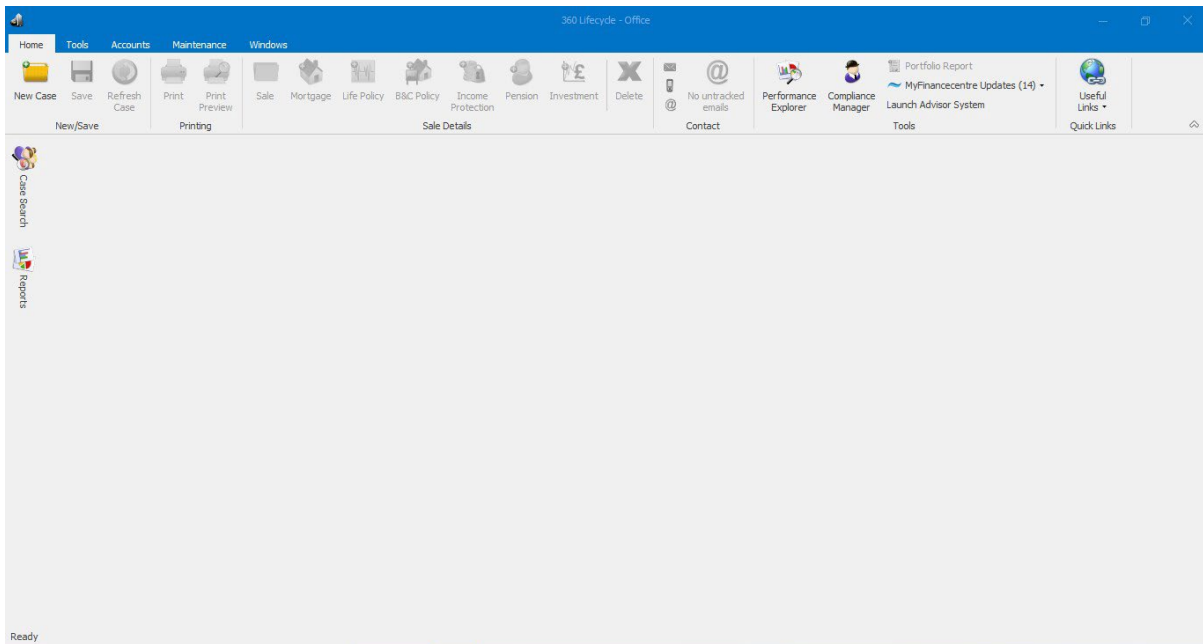 360 Lifecycle - Office
Home Tools Accounts Maintenance Windows
New Case Save Refresh Case Print Print Preview Sale Mortgage Life Policy B&C Policy Income Protection Pension Investment Delete @ @ No untracked emails Performance Explorer Compliance Manager
Portfolio Report
MyFinancecentre Updates (14)
Launch Advisor System
Useful Links
New/Save Printing Sale Details Contact Tools Quick Links
Case Search
Reports
Ready